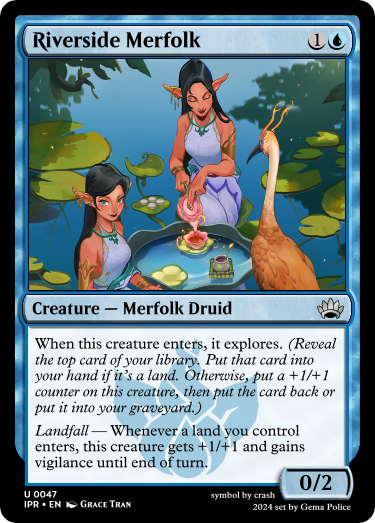 Riverside Merfolk 1
Creature — Merfolk Druid
When this creature enters, it explores. (Reveal
the top card of your library. Put that card into
your hand if it's a land. Otherwise, put a +1/+1
counter on this creature, then put the card back or
put it into your graveyard.)
Landfall — Whenever a land you control
enters, this creature gets +1/+1 and gains
vigilance until end of turn.
0/2
U 0047 symbol by crash
IPR • EN GRACE TRAN 2024 set by Gema Police